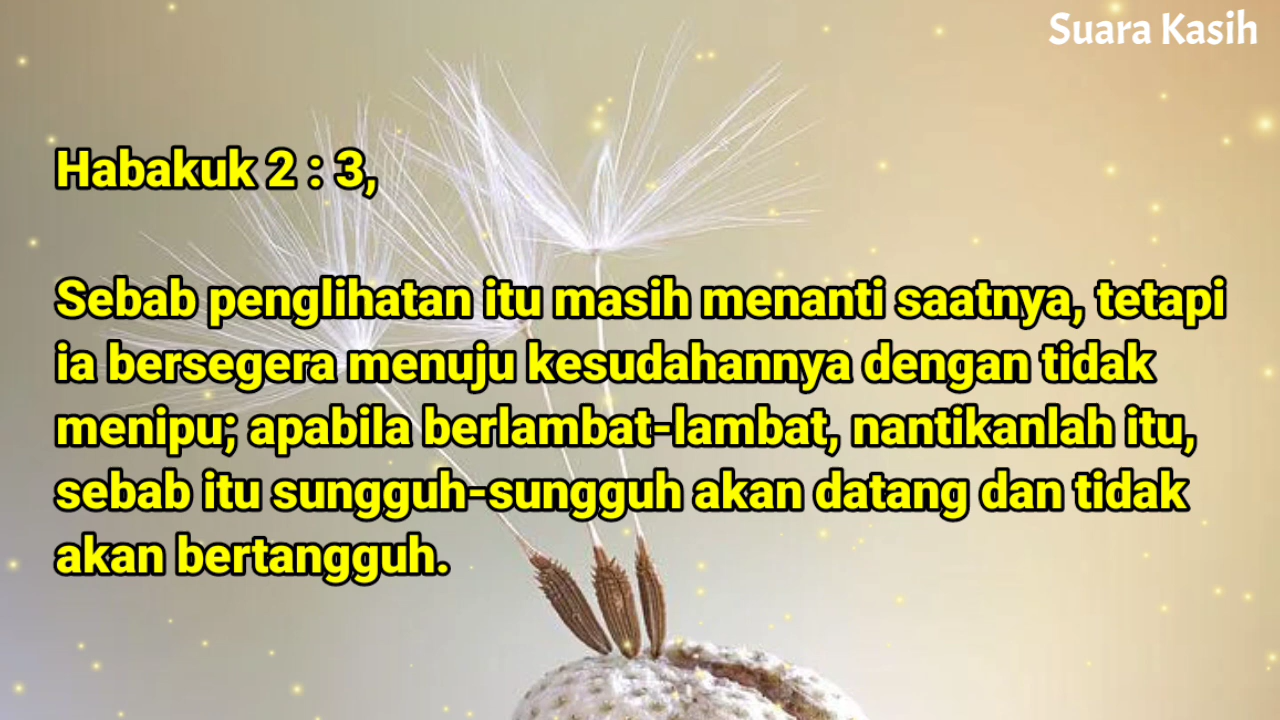 Suara Kasih
Habakuk 2 : 3,
Sebab penglihatan itu masih menanti saatnya, tetapi
ia bersegera menuju kesudahannya dengan tidak
menipu; apabila berlambat-lambat, nantikanlah itu,
sebab itu sungguh-sungguh akan datang dan tidak
akan bertangguh.